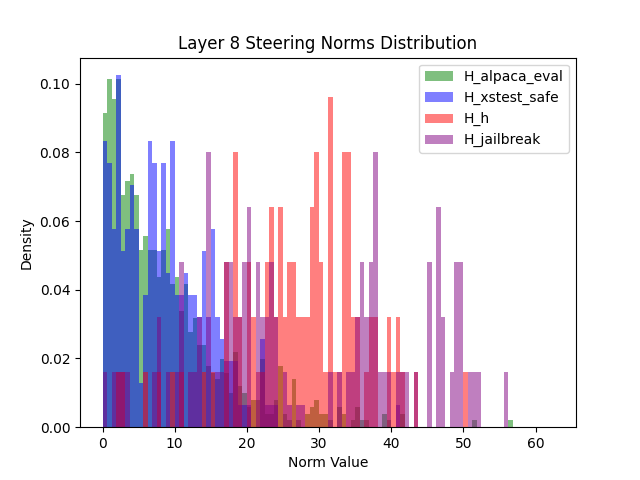 Layer 8 Steering Norms Distribution
H_alpaca_eval
H_xstest_safe
H_h
H_jailbreak
0.10
0.08
0.06
0.04
0.02
0.00
Density
0 10 20 30 40 50 60
Norm Value